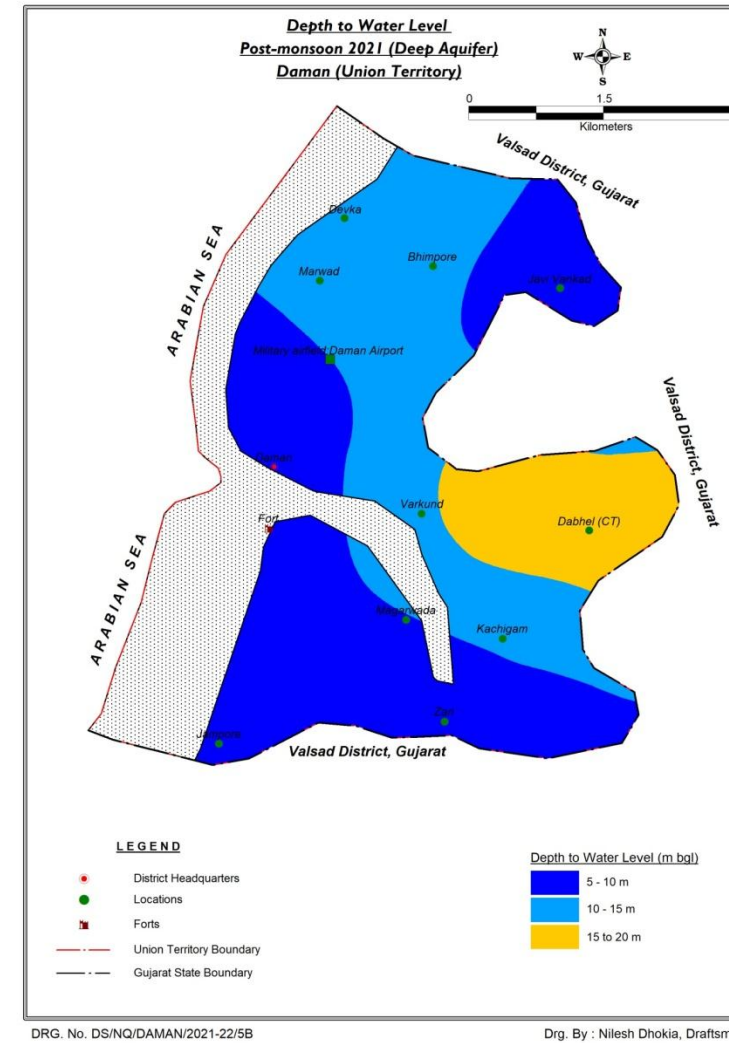 Depth to Water Level
Post-monsoon 2021 (Deep Aquifer)
Daman (Union Territory)
N
W E
S
0 1.5
Kilometers
Valsad District, Gujarat
Devka
Bhimpore
Marwad
Jani Vankad
ARABIAN SEA
Military airfield Daman Airport
Valsad District, Gujarat
Daman
Varkund
Fort
Dabhel (CT)
ARABIAN SEA
Magarwada
Kachigam
Zari
Jampora
Valsad District, Gujarat
LEGEND
District Headquarters
Locations
Forts
Union Territory Boundary
Gujarat State Boundary
Depth to Water Level (m bgl)
5 - 10 m
10 - 15 m
15 to 20 m
DRG. No. DS/NQ/DAMAN/2021-22/5B
Drg. By : Nilesh Dhokia, Draftsm